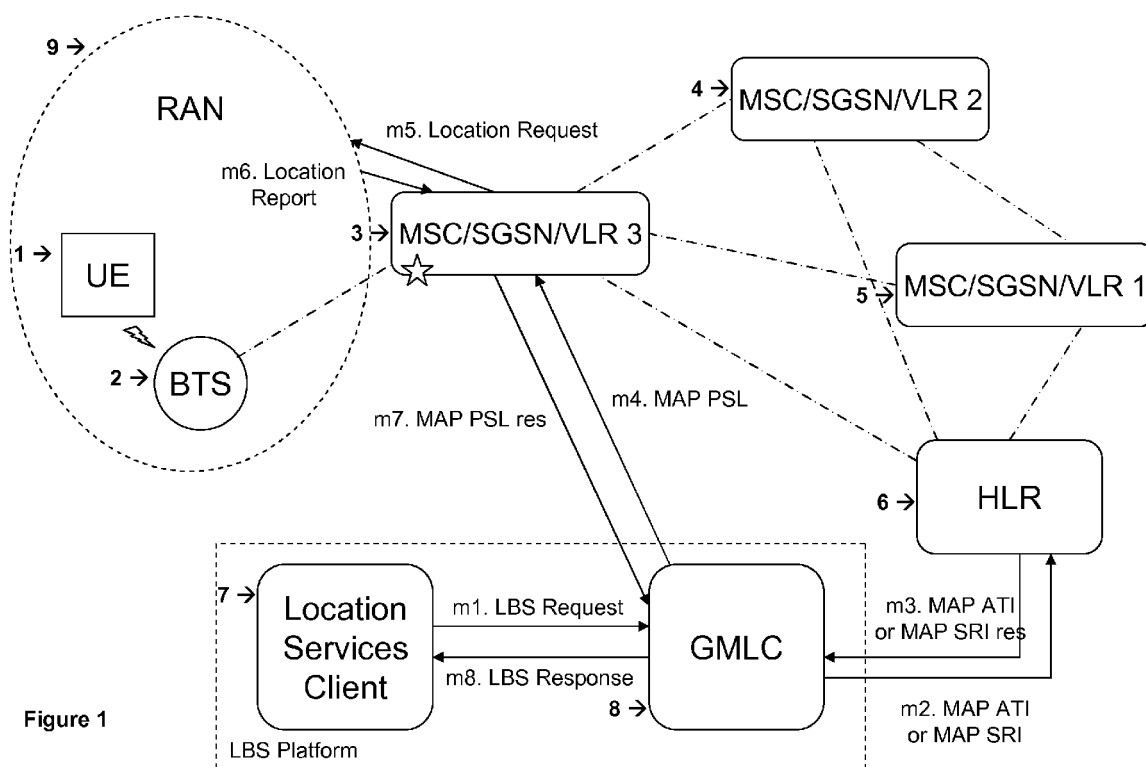 9 →
RAN
4 →
MSC/SGSN/VLR 2
m5. Location Request
m6. Location
Report
3 →
MSC/SGSN/VLR 3
1 →
UE
MSC/SGSN/VLR 1
5 →
2 →
BTS
m7. MAP PSL res
m4. MAP PSL
6 →
HLR
7 →
Location
Services
Client
m1. LBS Request
GMLC
m3. MAP ATI
or MAP SRI res
m8. LBS Response
8 →
m2. MAP ATI
or MAP SRI
Figure 1
LBS Platform